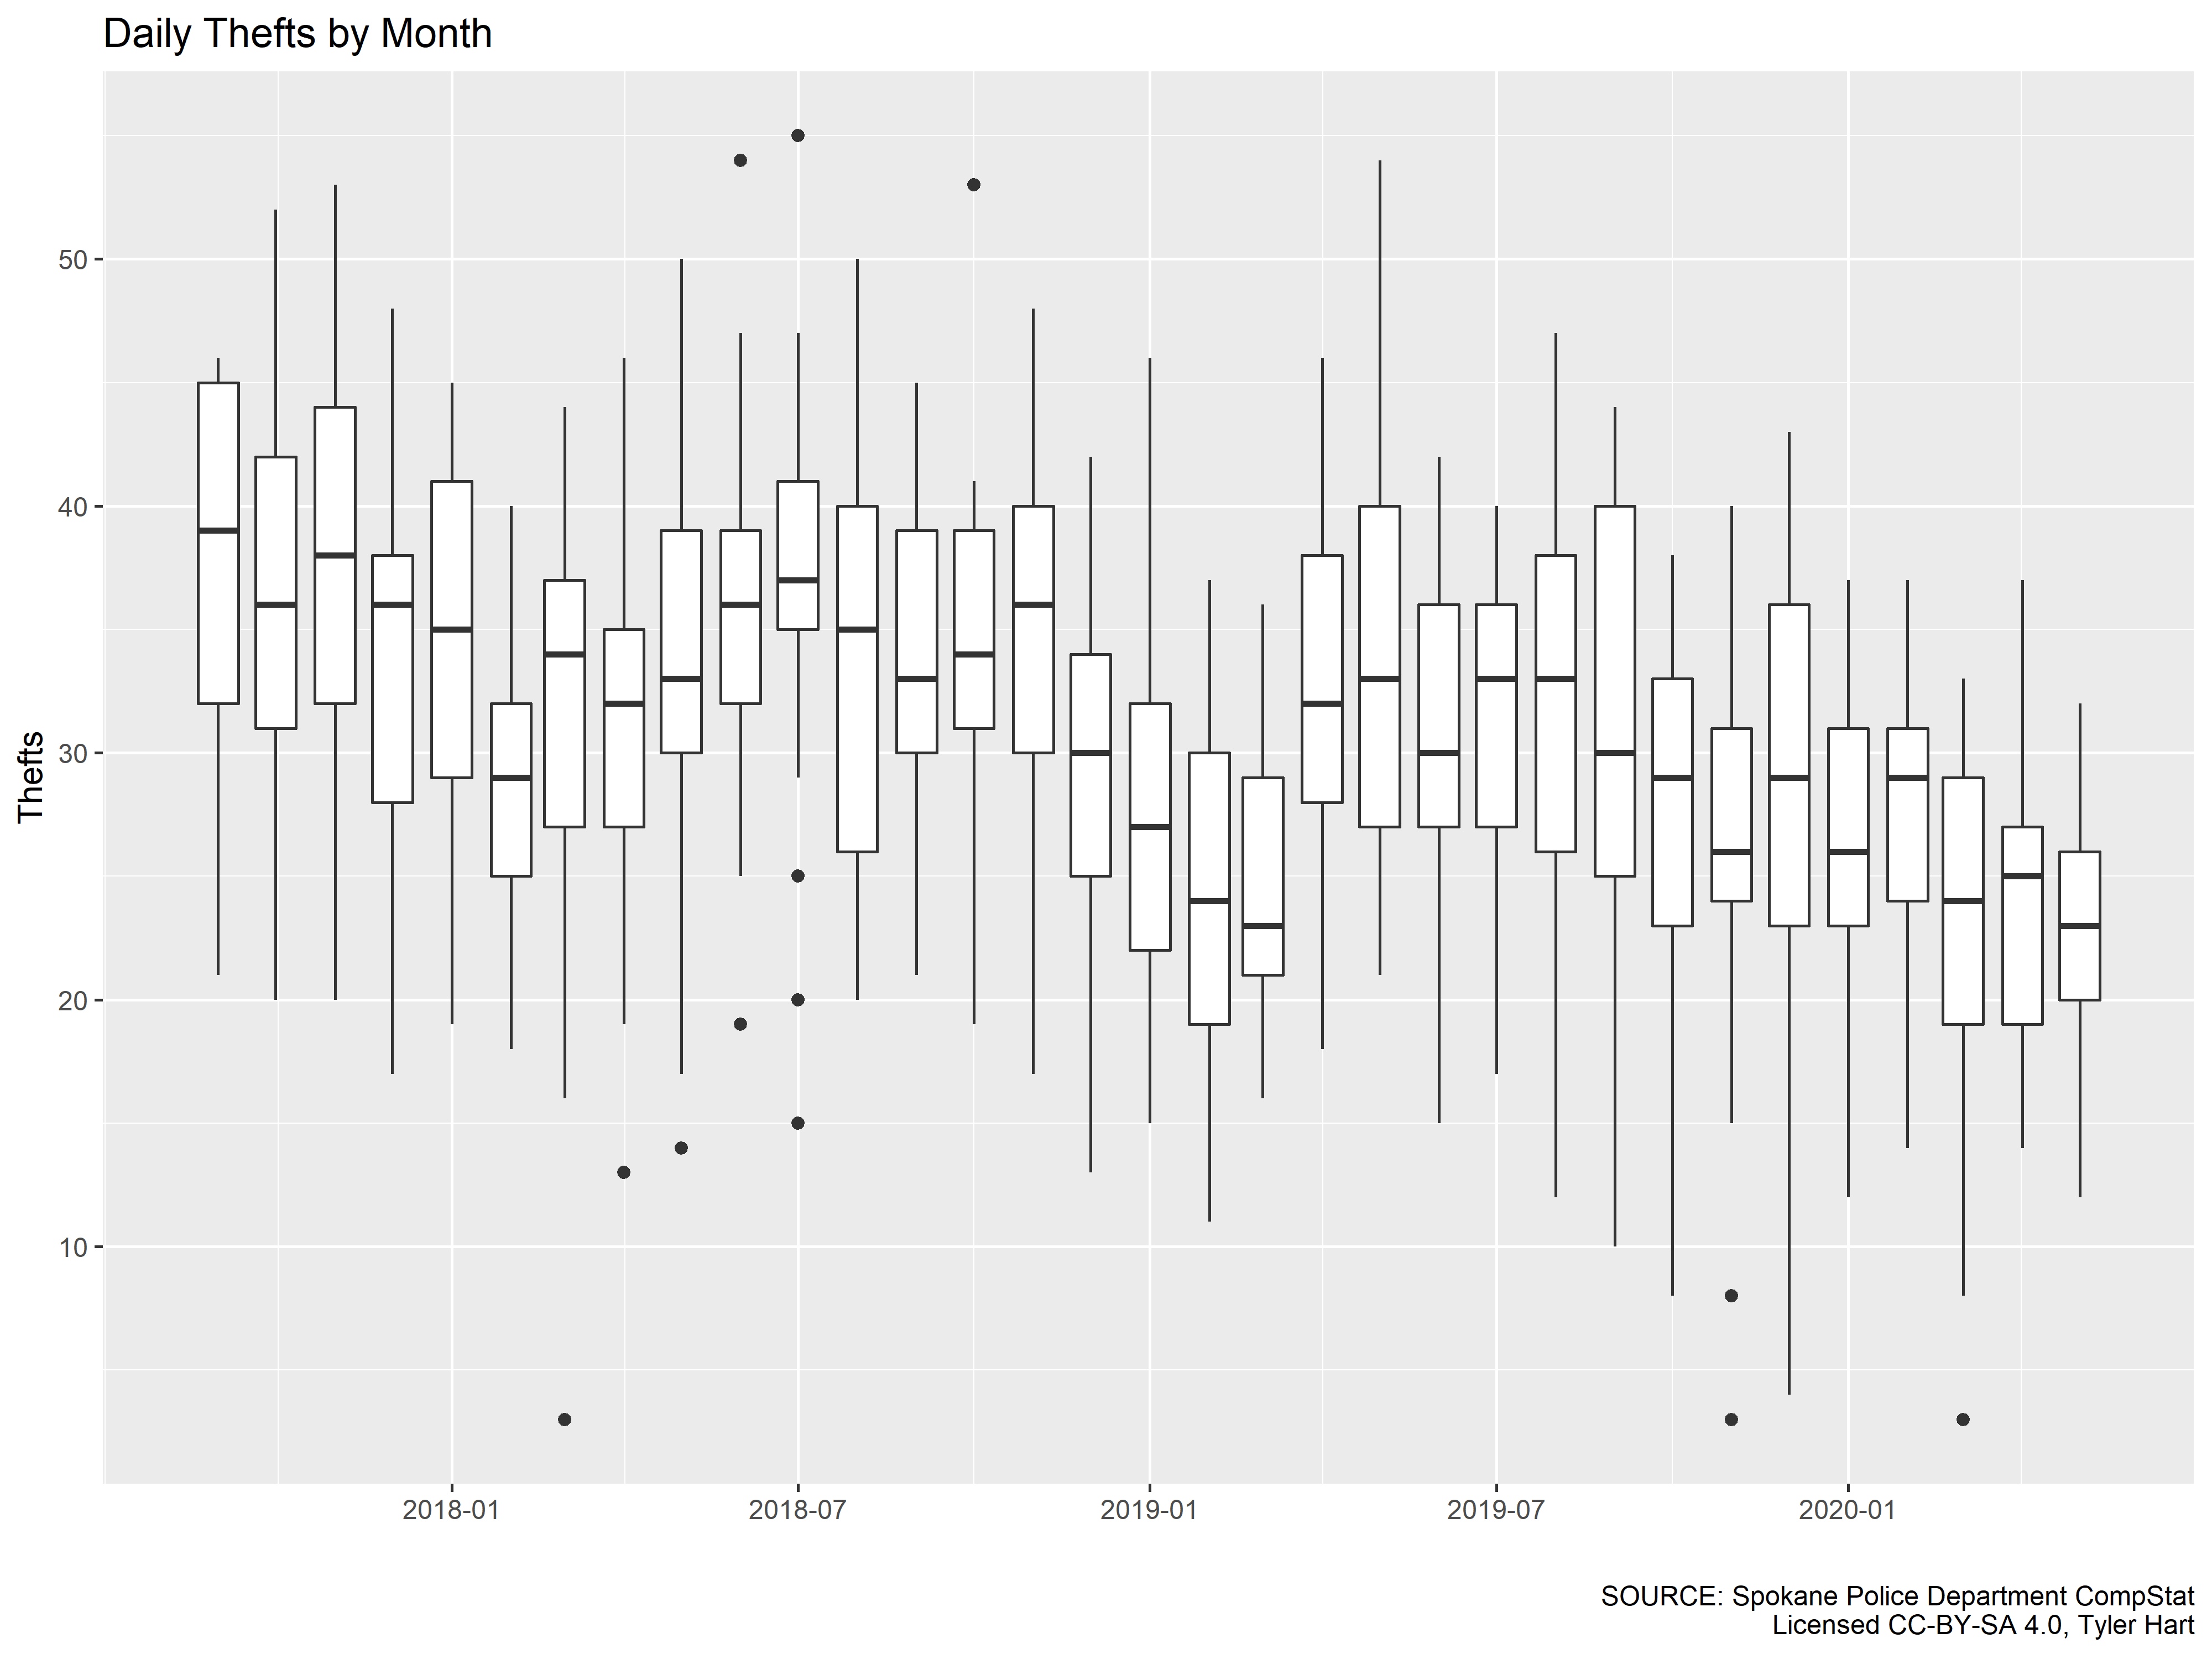 Daily Thefts by Month
Thefts
50
40
30
20
10
2018-01
2018-07
2019-01
2019-07
2020-01
SOURCE: Spokane Police Department CompStat
Licensed CC-BY-SA 4.0, Tyler Hart